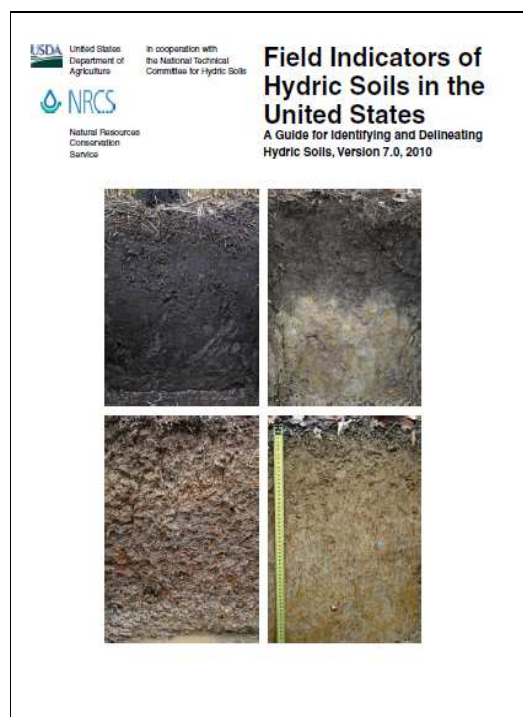 USDA
United States
Department of
Agriculture
NRCS
Natural Resources
Conservation
Service
In cooperation with
the National Technical
Committee for Hydric Soils
Field Indicators of
Hydric Soils in the
United States
A Guide for Identifying and Delineating
Hydric Soils, Version 7.0, 2010